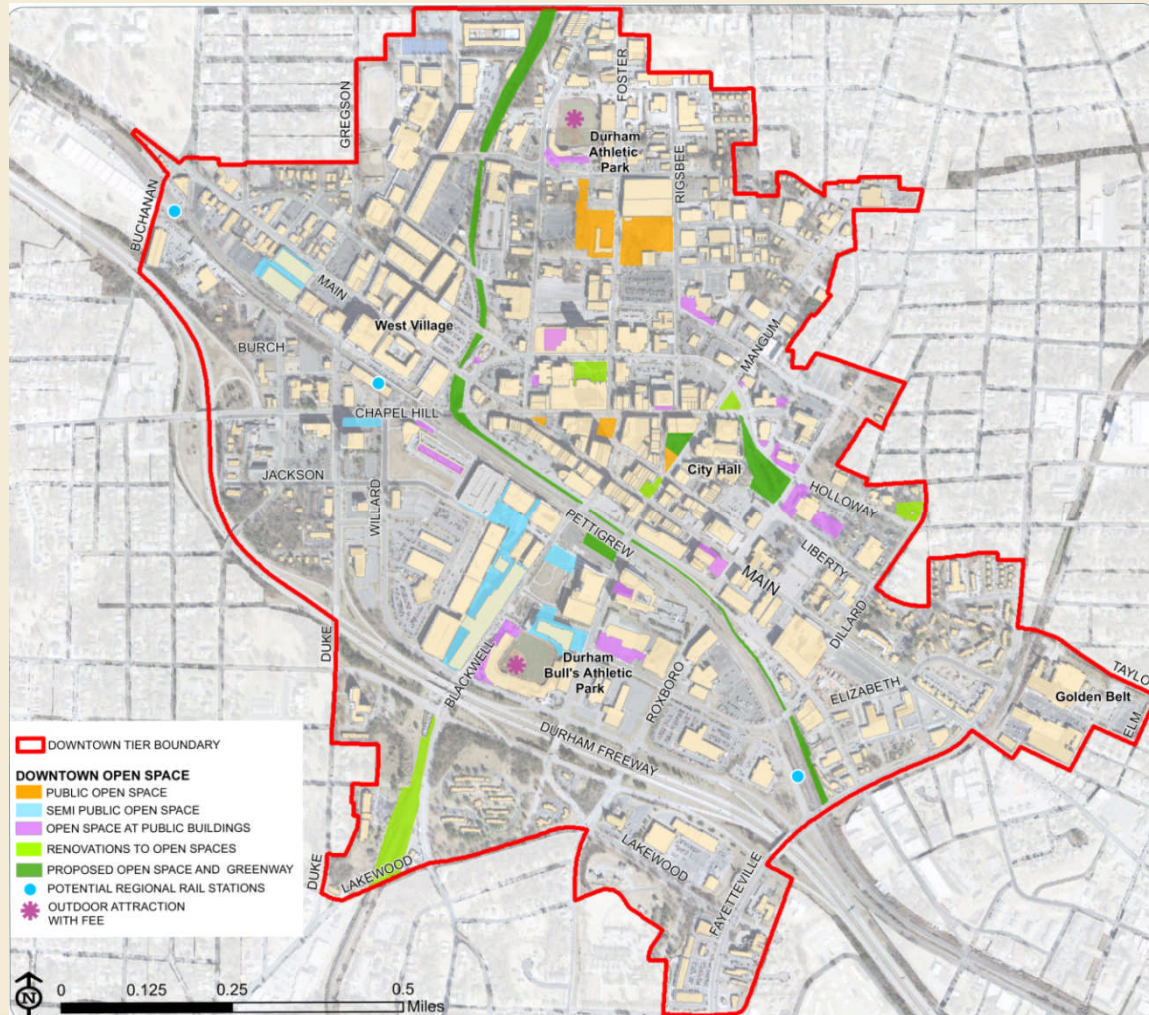 FOSTER
GREGSON
Durham
Athletic
Park
RIGSBEE
BUCHANAN
MAIN
West Village
MANGUM
BURCH
CHAPEL HILL
City Hall
JACKSON
HOLLOWAY
WILLARD
PETTIGREW
LIBERTY
MAIN
DILLARD
DUKE
BLACKWELL
Durham
Bull's Athletic
Park
ROXBORO
ELIZABETH
TAYLO
Golden Belt
ELM
DURHAM FREEWAY
LAKEWOOD
FAYETTEVILLE
DUKE
LAKEWOOD
DOWNTOWN TIER BOUNDARY
DOWNTOWN OPEN SPACE
PUBLIC OPEN SPACE
SEMI PUBLIC OPEN SPACE
OPEN SPACE AT PUBLIC BUILDINGS
RENOVATIONS TO OPEN SPACES
PROPOSED OPEN SPACE AND GREENWAY
POTENTIAL REGIONAL RAIL STATIONS
OUTDOOR ATTRACTION
WITH FEE
N
0 0.125 0.25 0.5
Miles